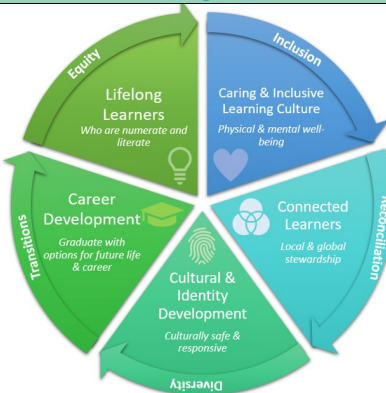 Equity
Lifelong
Learners
Who are numerate and
literate
Inclusion
Caring & Inclusive
Learning Culture
Physical & mental well-
being
Reconciliation
Connected
Learners
Local & global
stewardship
Diversity
Cultural &
Identity
Development
Culturally safe &
responsive
Transitions
Career
Development
Graduate with
options for future life
& career